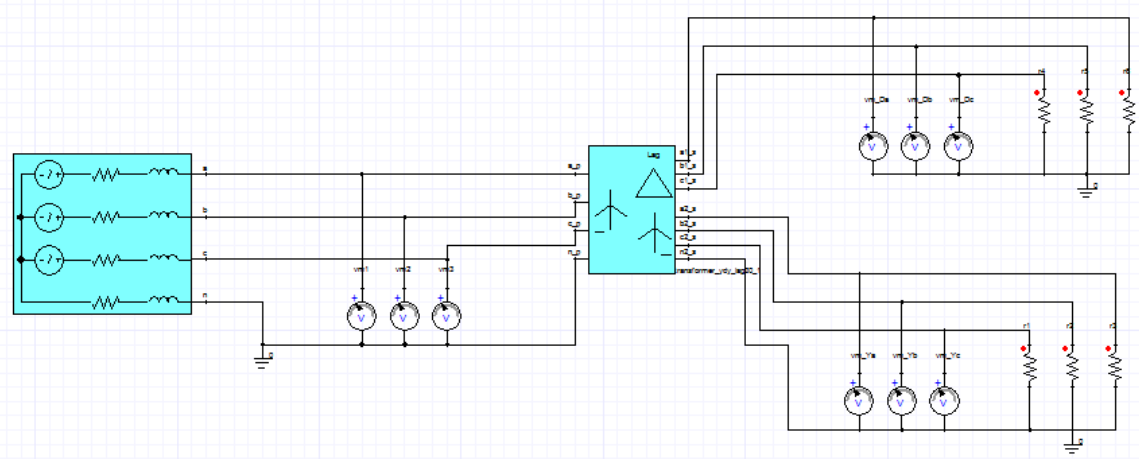 a
b
c
n
g
vm1
vm2
vm3
V
V
V
a_p
b_p
c_p
n_p
Lag
a1_s
b1_s
c1_s
a2_s
b2_s
c2_s
n2_s
vm_Da
vm_Db
vm_Dc
V
V
V
r4
r5
r6
g
vm_Ya
vm_Yb
vm_Yc
V
V
V
r1
r2
r3
g